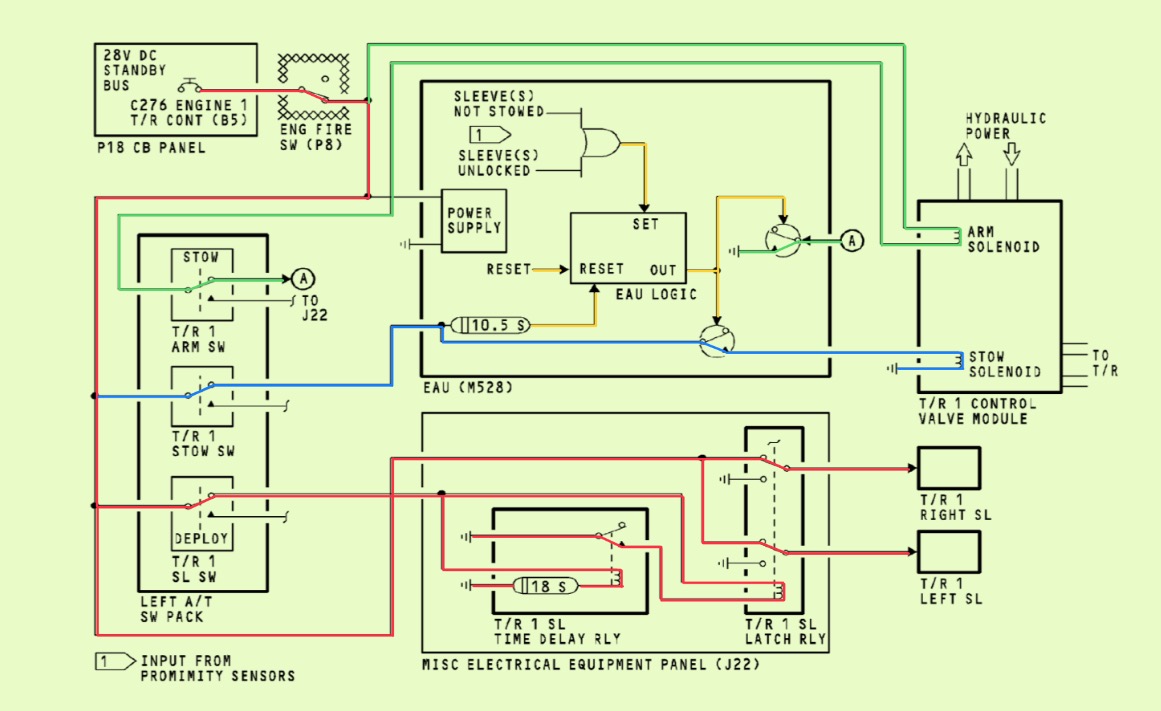 28V DC
STANDBY
BUS
C276 ENGINE 1
T/R CONT (B5)
P18 CB PANEL
ENG FIRE
SW (P8)
SLEEVE(S)
NOT STOWED
1
SLEEVE(S)
UNLOCKED
POWER
SUPPLY
SET
RESET
RESET
OUT
EAU LOGIC
A
10.5 S
EAU (M528)
HYDRAULIC
POWER
ARM
SOLENOID
STOW
SOLENOID
TO
T/R
T/R 1 CONTROL
VALVE MODULE
STOW
A
TO
J22
T/R 1
ARM SW
T/R 1
STOW SW
DEPLOY
T/R 1
SL SW
LEFT A/T
SW PACK
18 S
T/R 1 SL
TIME DELAY RLY
T/R 1 SL
LATCH RLY
MISC ELECTRICAL EQUIPMENT PANEL (J22)
T/R 1
RIGHT SL
T/R 1
LEFT SL
1
INPUT FROM
PROMIMITY SENSORS